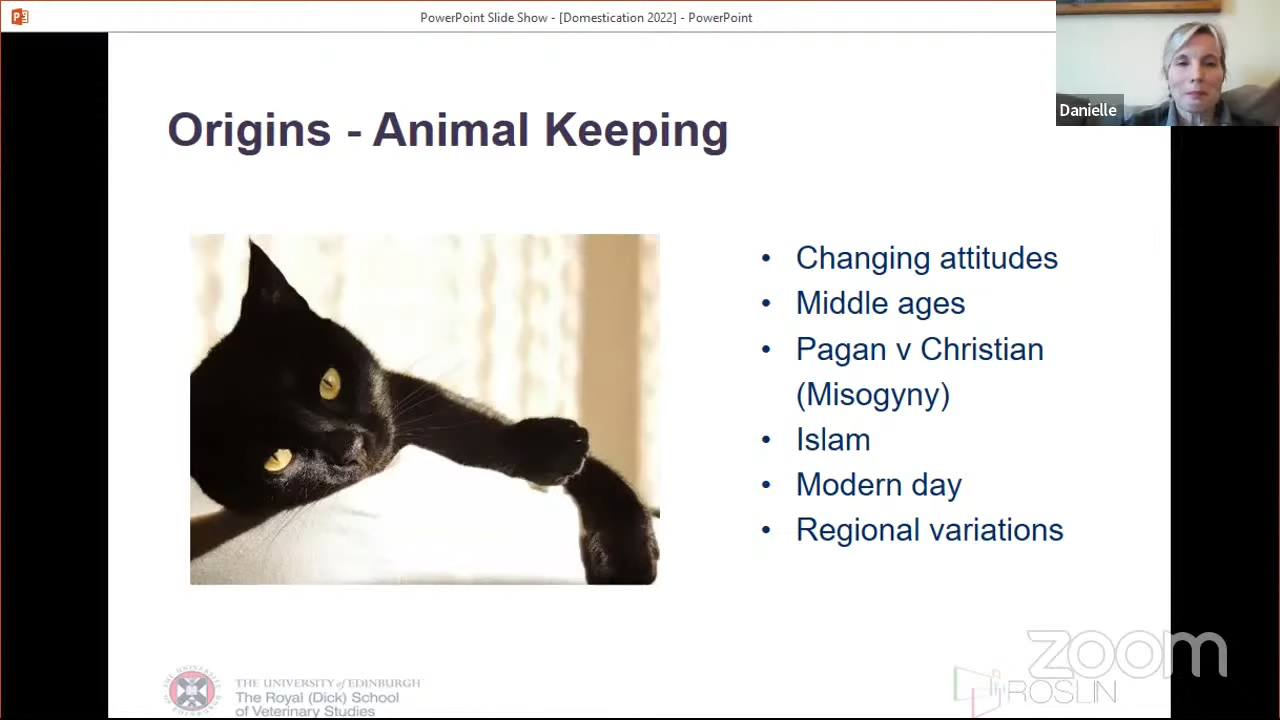 PowerPoint Slide Show - [Domestication 2022] - PowerPoint
Danielle
Origins - Animal Keeping
• Changing attitudes
• Middle ages
• Pagan v Christian
(Misogyny)
• Islam
• Modern day
• Regional variations
THE UNIVERSITY of EDINBURGH
The Royal (Dick) School
of Veterinary Studies
zoom
ROSLIN